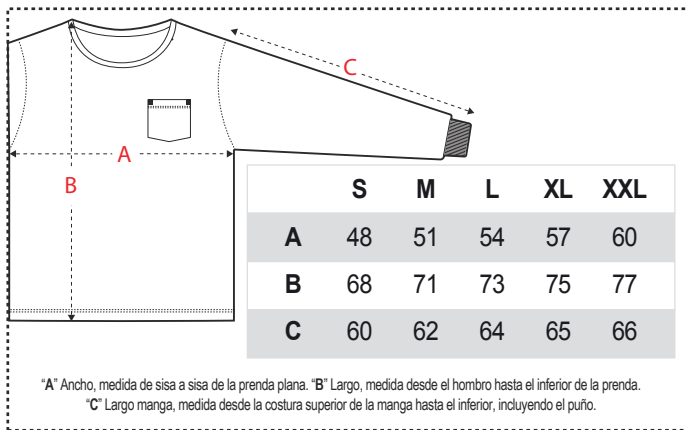 C
A
B
S M L XL XXL
A 48 51 54 57 60
B 68 71 73 75 77
C 60 62 64 65 66
“A” Ancho, medida de sisa a sisa de la prenda plana. “B” Largo, medida desde el hombro hasta el inferior de la prenda.
“C” Largo manga, medida desde la costura superior de la manga hasta el inferior, incluyendo el puño.